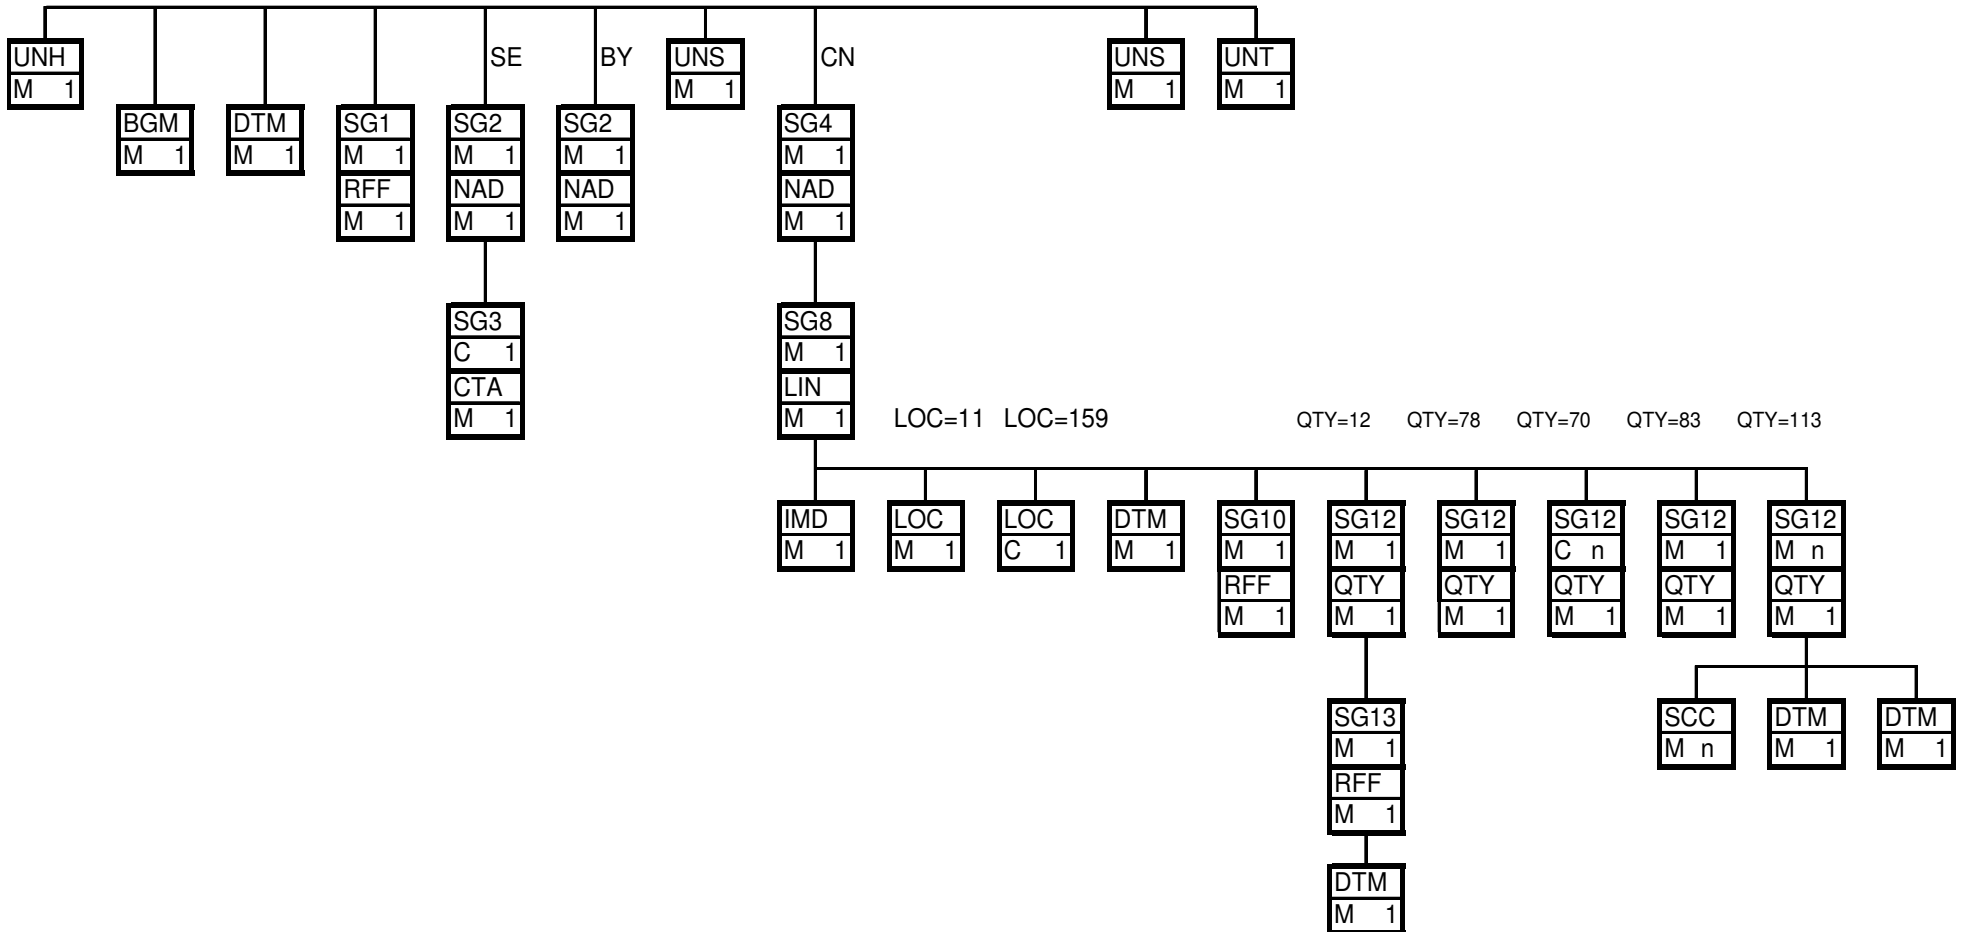 UNH SE BY UNS CN UNS UNT
M 1 M 1 M 1 M 1
BGM DTM SG1 SG2 SG2 SG4
M 1 M 1 M 1 M 1 M 1 M 1
RFF NAD NAD NAD
M 1 M 1 M 1 M 1
SG3 SG8
C 1 M 1
CTA LIN
M 1 M 1 LOC=11 LOC=159 QTY=12 QTY=78 QTY=70 QTY=83 QTY=113
IMD LOC LOC DTM SG10 SG12 SG12 SG12 SG12 SG12
M 1 M 1 C 1 M 1 M 1 M 1 M 1 C n M 1 M n
RFF QTY QTY QTY QTY QTY
M 1 M 1 M 1 M 1 M 1 M 1
SG13 SCC DTM DTM
M 1 M n M 1 M 1
RFF
M 1
DTM
M 1